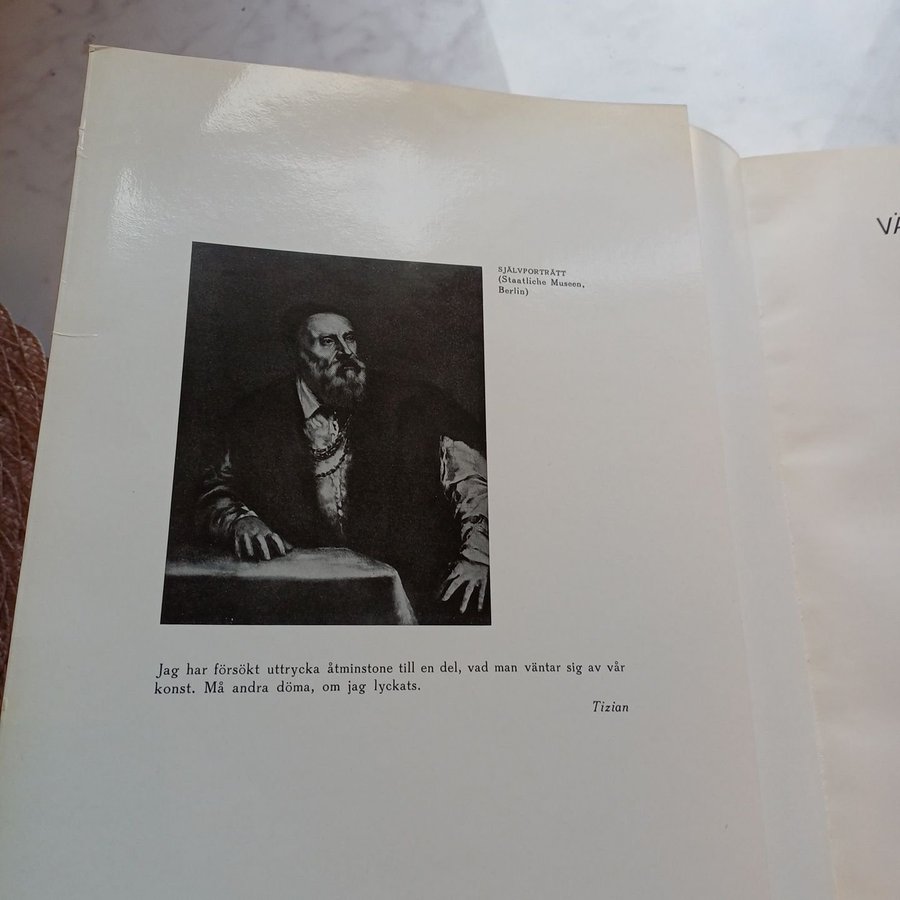 SJÄLVPORTRÄTT
(Staatliche Museen,
Berlin)
Jag har försökt uttrycka åtminstone till en del, vad man väntar sig av vår
konst. Må andra döma, om jag lyckats.
Tizian
VÄ